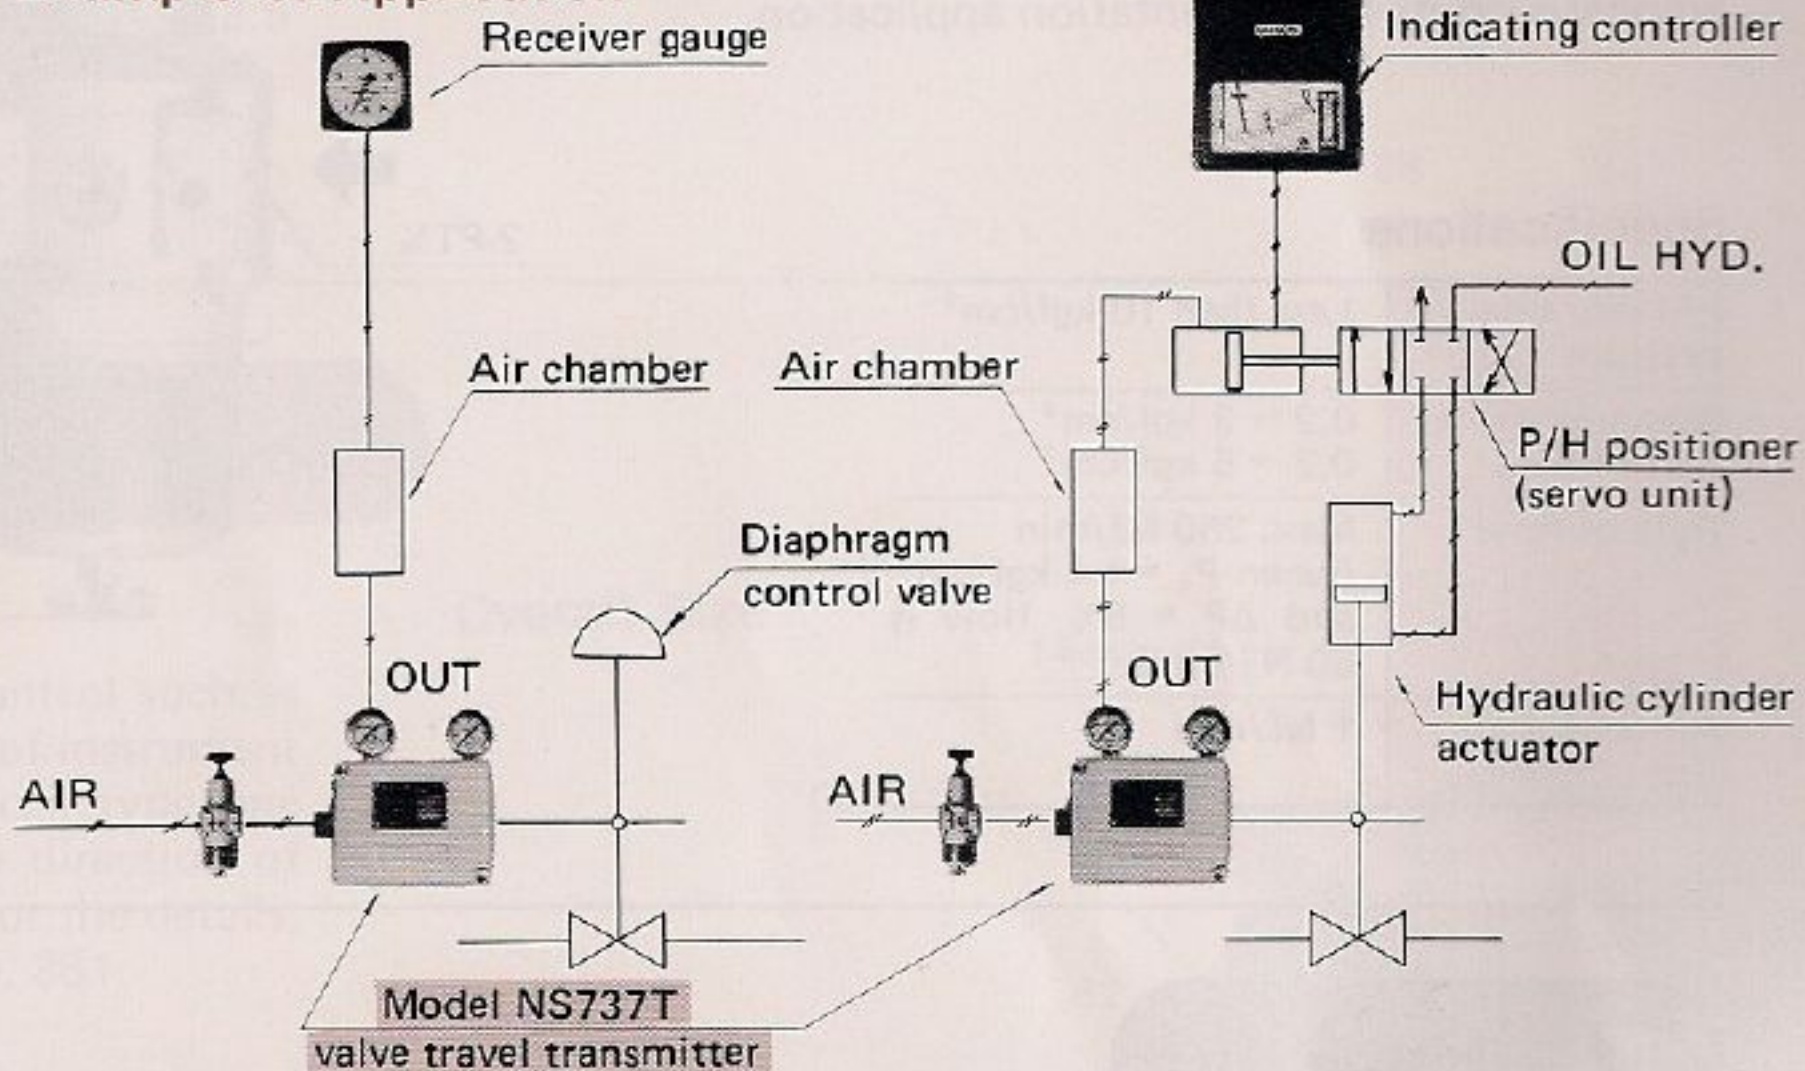 Receiver gauge
Indicating controller
OIL HYD.
Air chamber
Air chamber
P/H positioner
(servo unit)
Diaphragm
control valve
OUT
OUT
Hydraulic cylinder
actuator
AIR
AIR
Model NS737T
valve travel transmitter